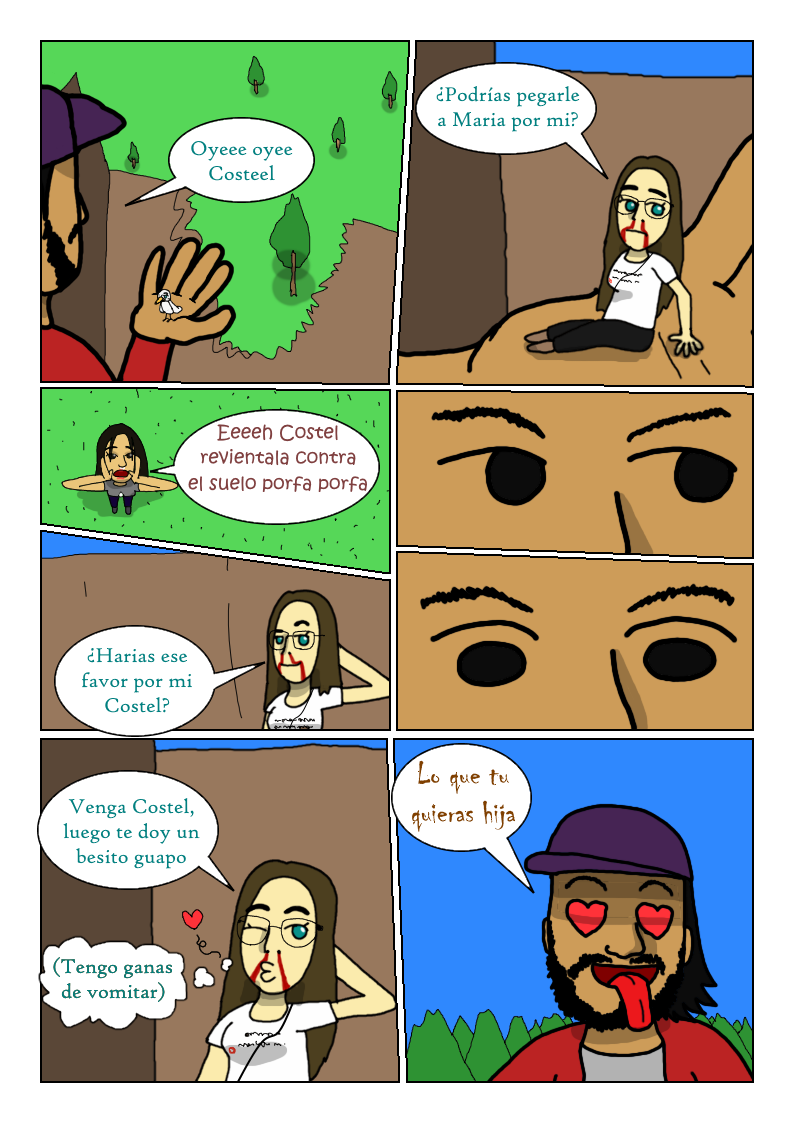 Oyeee oyee
Costeel
¿Podrías pegarle
a Maria por mi?
Eeeeh Costel
revientala contra
el suelo porfa porfa
¿Harias ese
favor por mi
Costel?
Venga Costel,
luego te doy un
besito guapo
(Tengo ganas
de vomitar)
Lo que tu
quieras hija